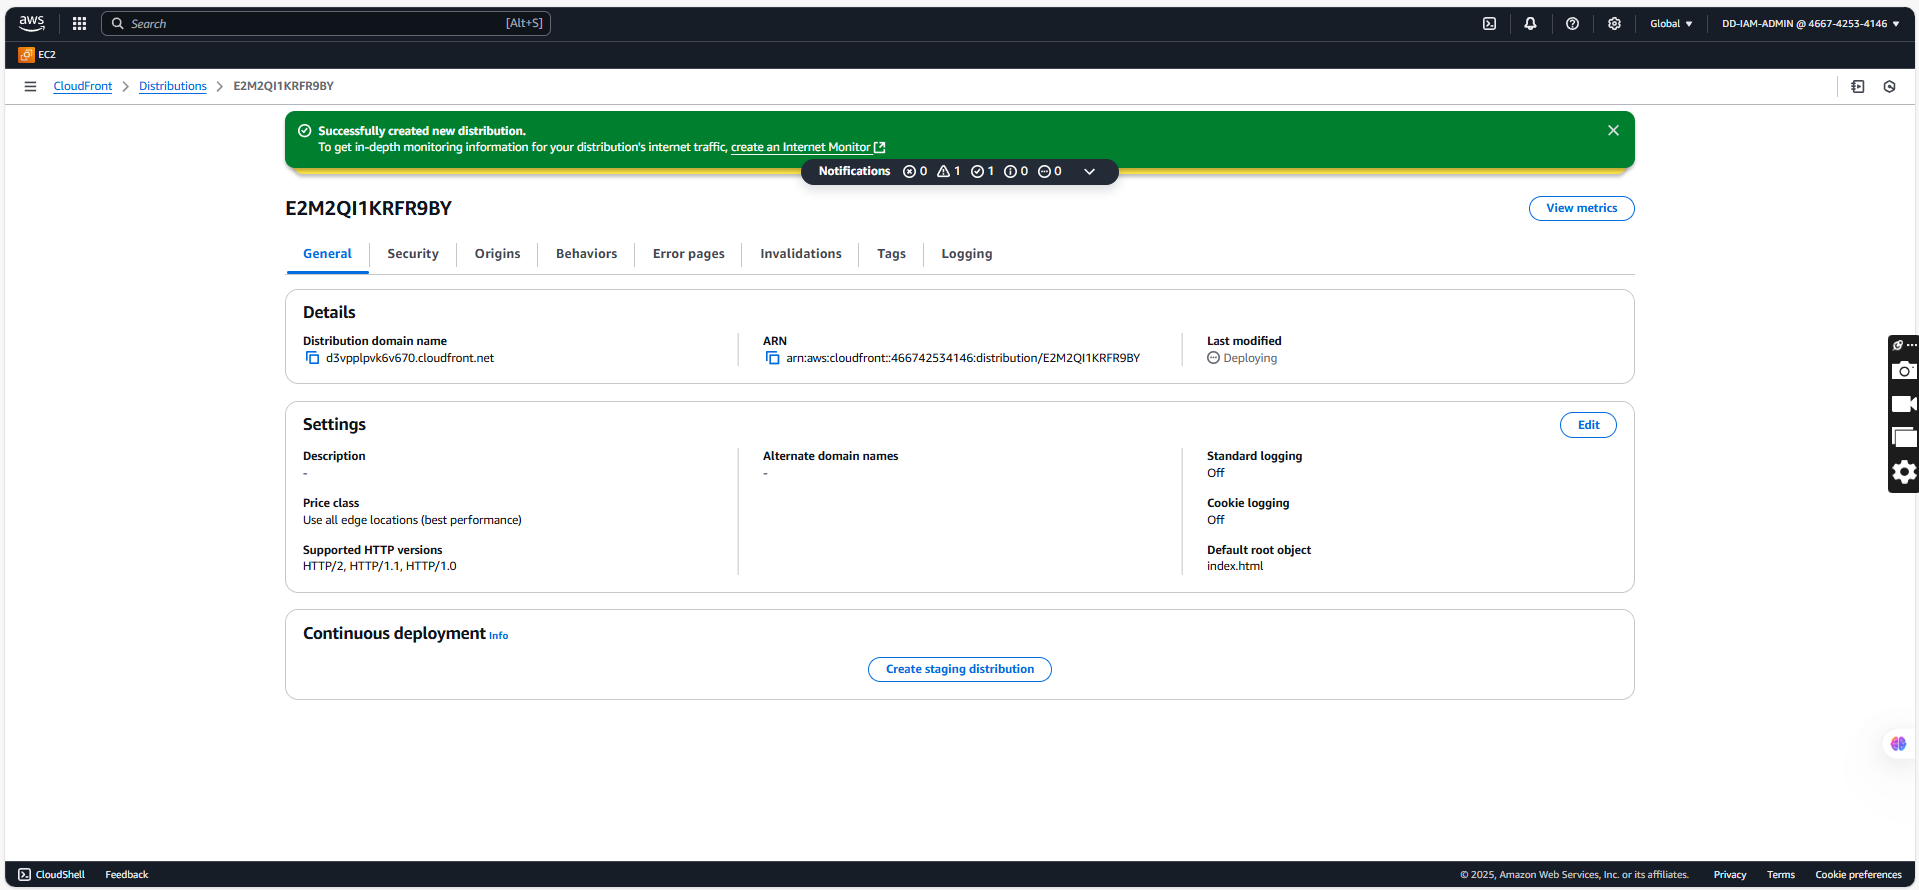 aws
Search
[Alt+S]
Global
DD-IAM-ADMIN @ 4667-4253-4146
EC2
CloudFront
Distributions
E2M2QI1KRFR9BY
Successfully created new distribution.
To get in-depth monitoring information for your distribution's internet traffic, create an Internet Monitor
Notifications 0 1 1 0 0
E2M2QI1KRFR9BY
View metrics
General
Security
Origins
Behaviors
Error pages
Invalidations
Tags
Logging
Details
Distribution domain name
d3vpplpvk6v670.cloudfront.net
ARN
arn:aws:cloudfront::466742534146:distribution/E2M2QI1KRFR9BY
Last modified
Deploying
Settings
Edit
Description
-
Price class
Use all edge locations (best performance)
Supported HTTP versions
HTTP/2, HTTP/1.1, HTTP/1.0
Alternate domain names
-
Standard logging
Off
Cookie logging
Off
Default root object
index.html
Continuous deployment Info
Create staging distribution
CloudShell
Feedback
© 2025, Amazon Web Services, Inc. or its affiliates.
Privacy
Terms
Cookie preferences